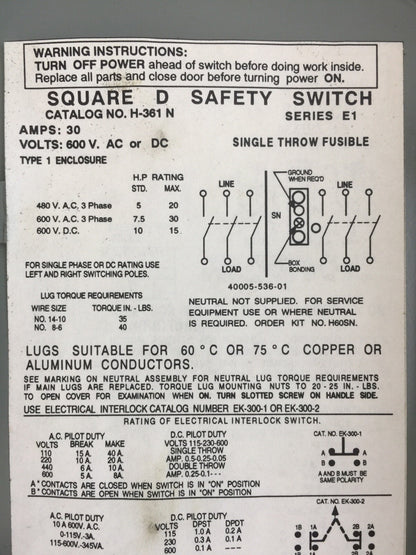 WARNING INSTRUCTIONS:
TURN OFF POWER ahead of switch before doing work inside.
Replace all parts and close door before turning power ON.
SQUARE D SAFETY SWITCH
CATALOG NO. H-361 N SERIES E1
AMPS: 30
VOLTS: 600 V. AC or DC SINGLE THROW FUSIBLE
TYPE 1 ENCLOSURE
H.P. RATING
STD. MAX.
480 V. A.C. 3 Phase 5 20
600 V. A.C. 3 Phase 7.5 30
600 V. D.C. 10 15
GROUND
WHEN REQ'D
LINE LINE
SN
LOAD BOX
BONDING LOAD
40005-536-01
FOR SINGLE PHASE OR DC RATING USE
LEFT AND RIGHT SWITCHING POLES.
LUG TORQUE REQUIREMENTS
WIRE SIZE TORQUE IN. - LBS.
NO. 14-10 35
NO. 8-6 40
NEUTRAL NOT SUPPLIED. FOR SERVICE
EQUIPMENT USE OR WHERE NEUTRAL
IS REQUIRED. ORDER KIT NO. H60SN.
LUGS SUITABLE FOR 60 °C OR 75 °C COPPER OR
ALUMINUM CONDUCTORS.
SEE MARKING ON NEUTRAL ASSEMBLY FOR NEUTRAL LUG TORQUE REQUIREMENTS
IF MAIN LUGS ARE REPLACED. TORQUE LUG MOUNTING NUTS TO 20 - 25 IN. - LBS.
TO OPEN COVER FOR EXAMINATION WHEN ON. TURN SLOTTED SCREW ON HANDLE SIDE.
USE ELECTRICAL INTERLOCK CATALOG NUMBER EK-300-1 OR EK-300-2
RATING OF ELECTRICAL INTERLOCK SWITCH.
A.C. PILOT DUTY
VOLTS BREAK MAKE
110 15 A. 40 A.
220 10 A. 20 A.
440 6 A. 10 A.
600 5 A. 8A.
D.C. PILOT DUTY
VOLTS 115-230-600
SINGLE THROW
AMP. 0.5-0.25-0.05
DOUBLE THROW
AMP. 0.25-0.1---
CAT. NO. EK-300-1
A A
B B
A AND B MUST BE
SAME POLARITY
A * CONTACTS ARE CLOSED WHEN SWITCH IS IN "ON" POSITION
B * CONTACTS ARE OPEN WHEN SWITCH IS IN "ON" POSITION
A.C. PILOT DUTY
10 A 600 V. A.C.
0-115V.-3A.
115-600V.-345VA.
D.C. PILOT DUTY
VOLTS DPST DPDT
115 1.0 A 0.2 A
230 0.3 A 0.1 A
600 0.1 A ---
CAT. NO. EK-300-2
1B 1A 2A 2B